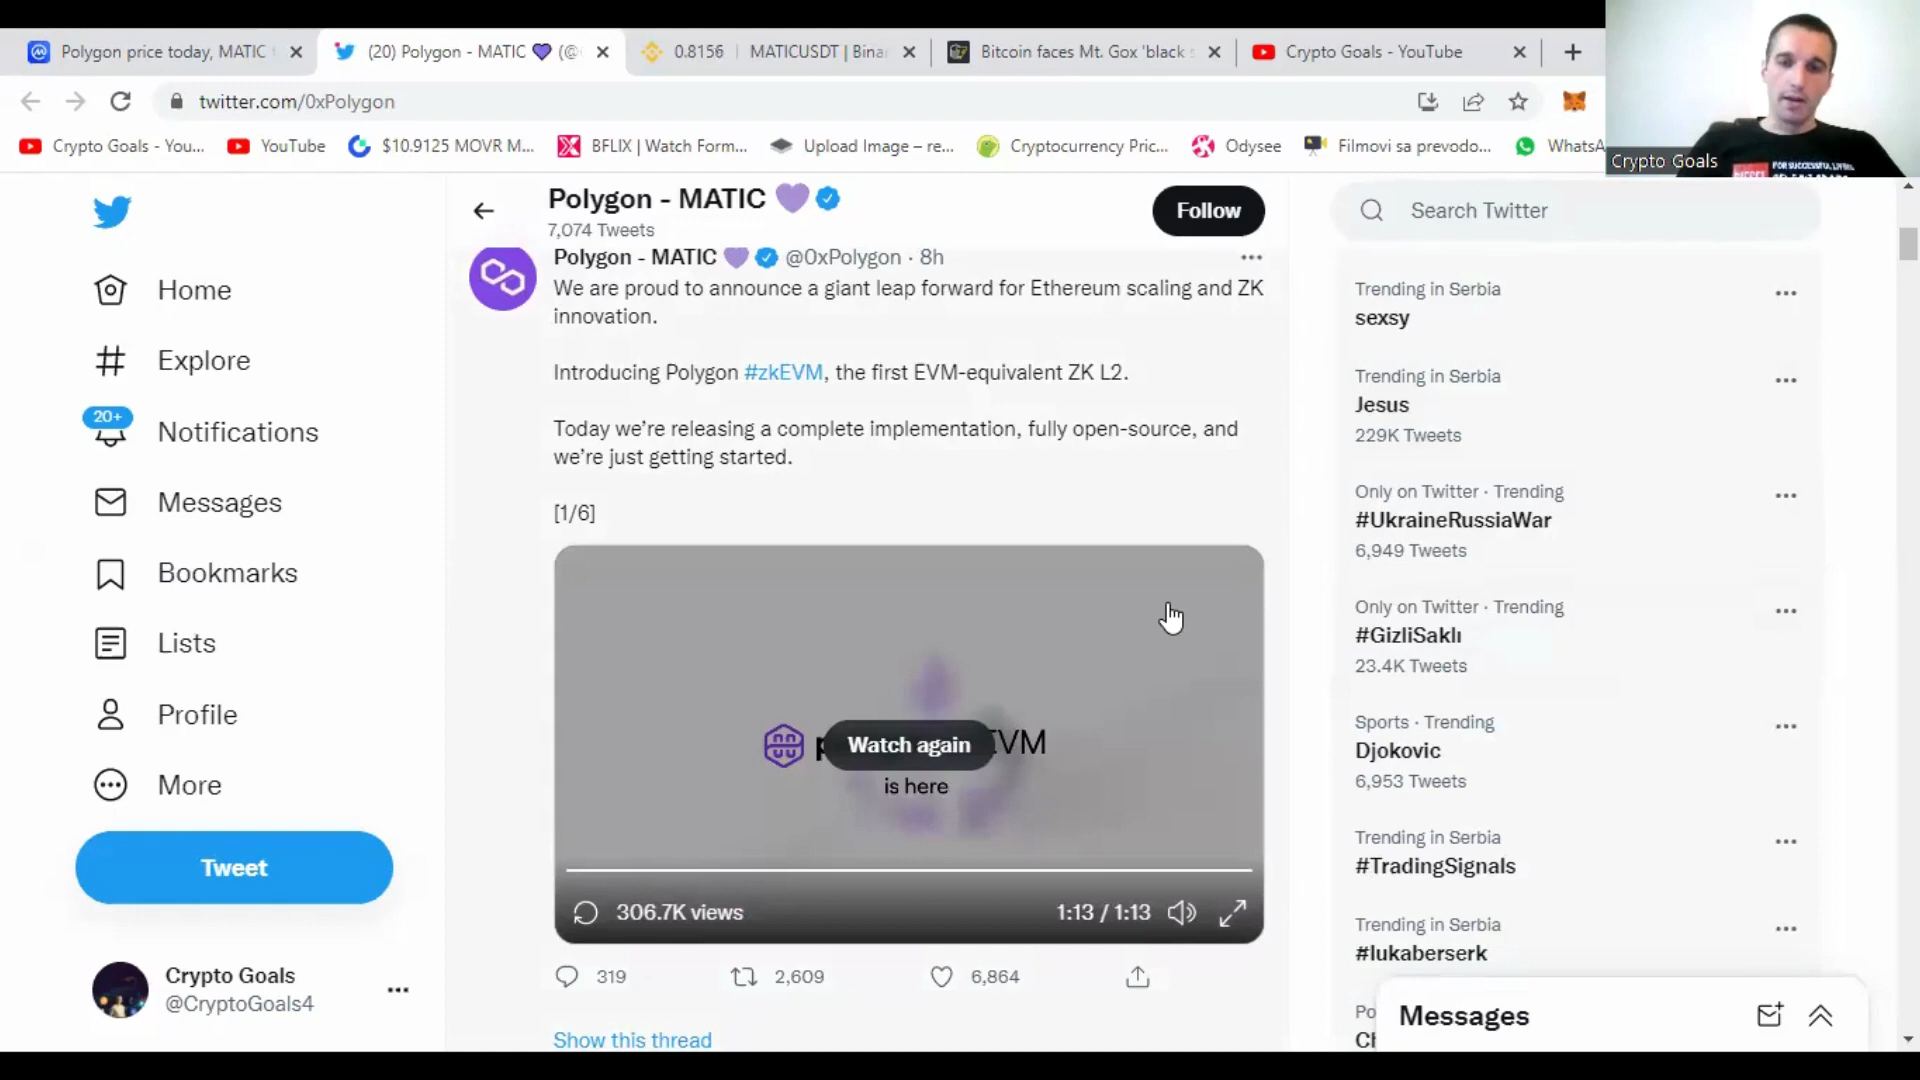 Polygon price today, MATIC
(20) Polygon - MATIC 💜 (@
0.8156 | MATICUSDT | Bina
Bitcoin faces Mt. Gox 'black s
Crypto Goals - YouTube
twitter.com/0xPolygon
Crypto Goals - You...
YouTube
$10.9125 MOVR M...
BFLIX | Watch Form...
Upload Image – re...
Cryptocurrency Pric...
Odysee
Filmovi sa prevodo...
WhatsA
Crypto Goals
FOR SUCCESSFUL LIVING
DIESEL
Home
Explore
20+
Notifications
Messages
Bookmarks
Lists
Profile
More
Tweet
Crypto Goals
@CryptoGoals4
Polygon - MATIC 💜
7,074 Tweets
Follow
Polygon - MATIC 💜 @0xPolygon · 8h
We are proud to announce a giant leap forward for Ethereum scaling and ZK
innovation.
Introducing Polygon #zkEVM, the first EVM-equivalent ZK L2.
Today we're releasing a complete implementation, fully open-source, and
we're just getting started.
[1/6]
Watch again
EVM
is here
306.7K views
1:13 / 1:13
319
2,609
6,864
Show this thread
Search Twitter
Trending in Serbia
sexsy
Trending in Serbia
Jesus
229K Tweets
Only on Twitter · Trending
#UkraineRussiaWar
6,949 Tweets
Only on Twitter · Trending
#GizliSaklı
23.4K Tweets
Sports · Trending
Djokovic
6,953 Tweets
Trending in Serbia
#TradingSignals
Trending in Serbia
#lukaberserk
Po
Messages